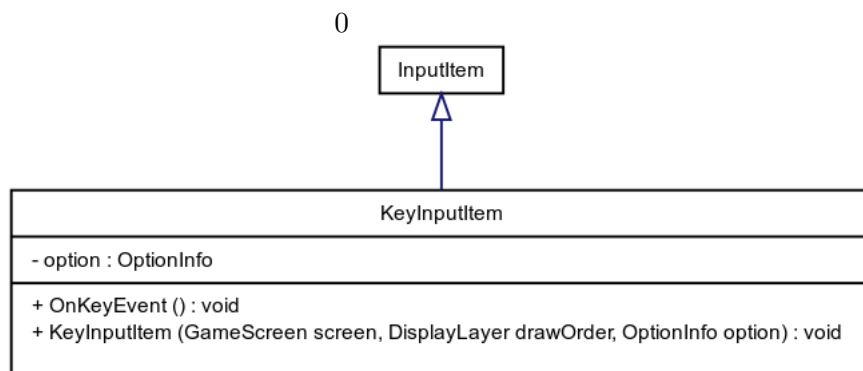 0
InputItem
KeyInputItem
- option : OptionInfo
+ OnKeyEvent () : void
+ KeyInputItem (GameScreen screen, DisplayLayer drawOrder, OptionInfo option) : void